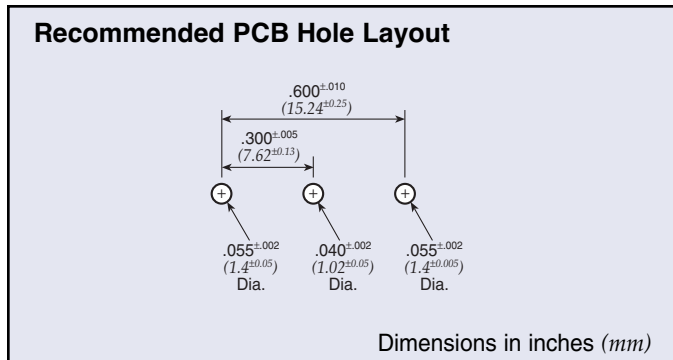 Recommended PCB Hole Layout
.600±.010
(15.24±0.25)
.300±.005
(7.62±0.13)
.055±.002 .040±.002 .055±.002
(1.4±0.05) (1.02±0.05) (1.4±0.005)
Dia. Dia. Dia.
Dimensions in inches (mm)